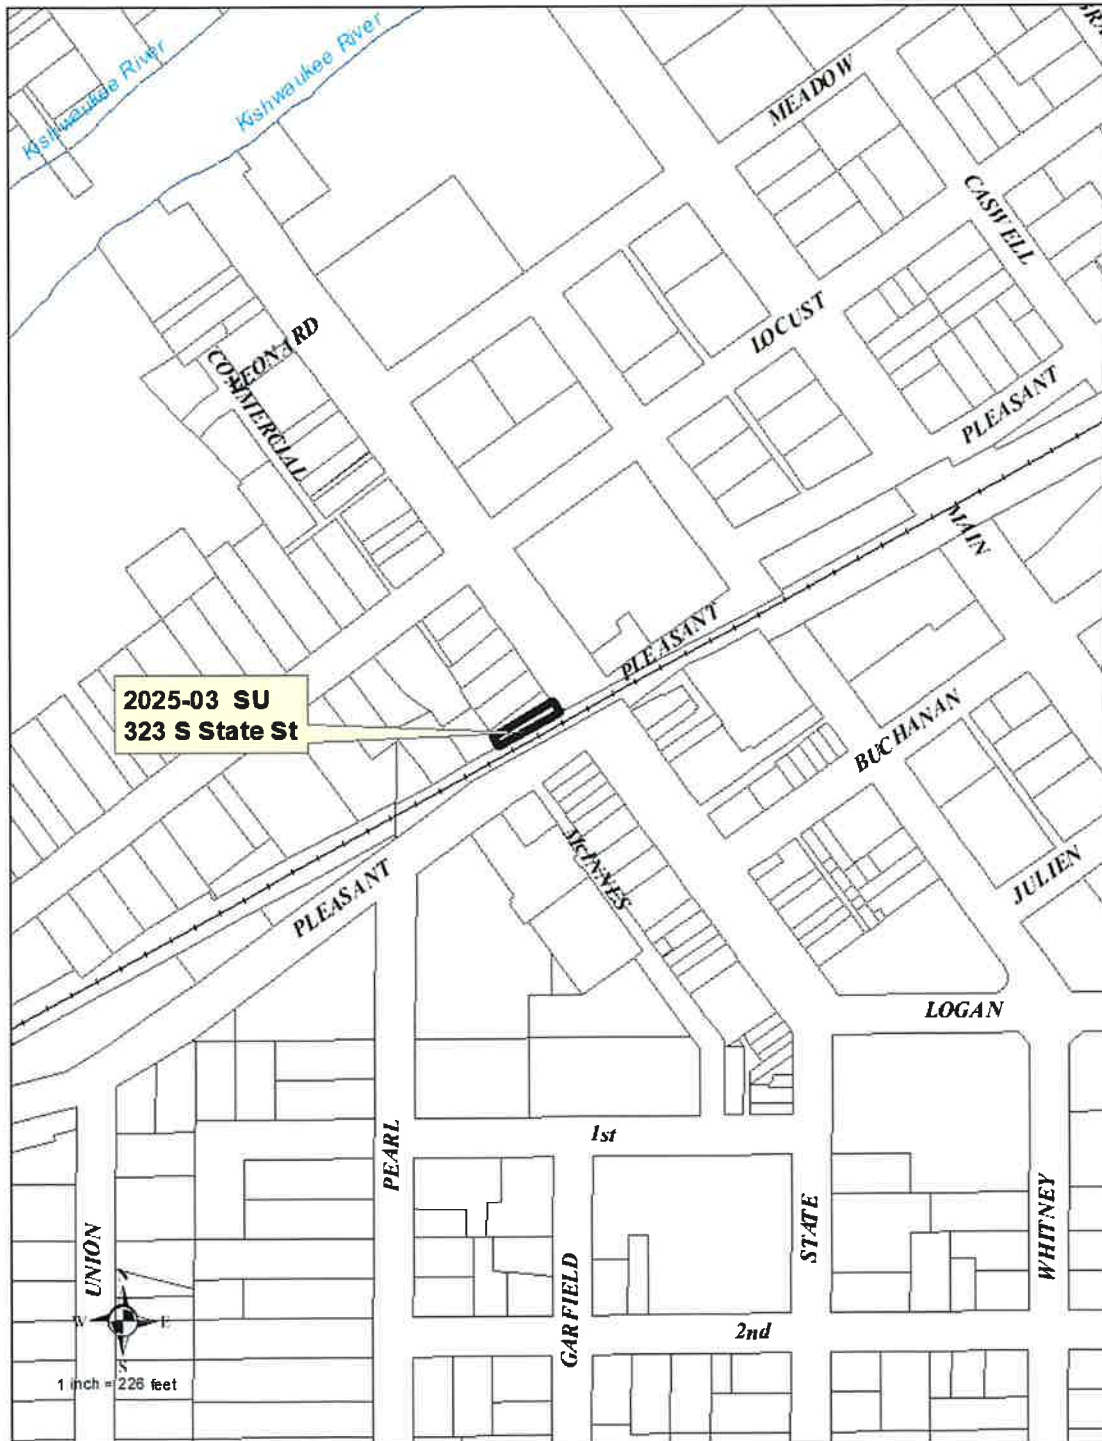 Kishwaukee River
Kishwaukee River
MEADOW
CASWELL
LOCUST
LEONARD
COMMERCIAL
PLEASANT
MAIN
PLEASANT
2025-03 SU
323 S State St
BUCHANAN
McINNES
JULIEN
PLEASANT
LOGAN
1st
PEARL
UNION
STATE
WHITNEY
GARFIELD
2nd
N
W E
S
1 inch = 226 feet